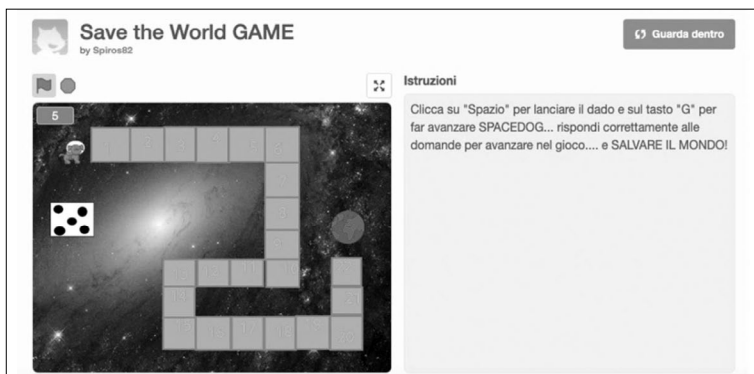 Save the World GAME
by Spiros82
Guarda dentro
Istruzioni
Clicca su "Spazio" per lanciare il dado e sul tasto "G" per
far avanzare SPACEDOG... rispondi correttamente alle
domande per avanzare nel gioco.... e SALVARE IL MONDO!
5